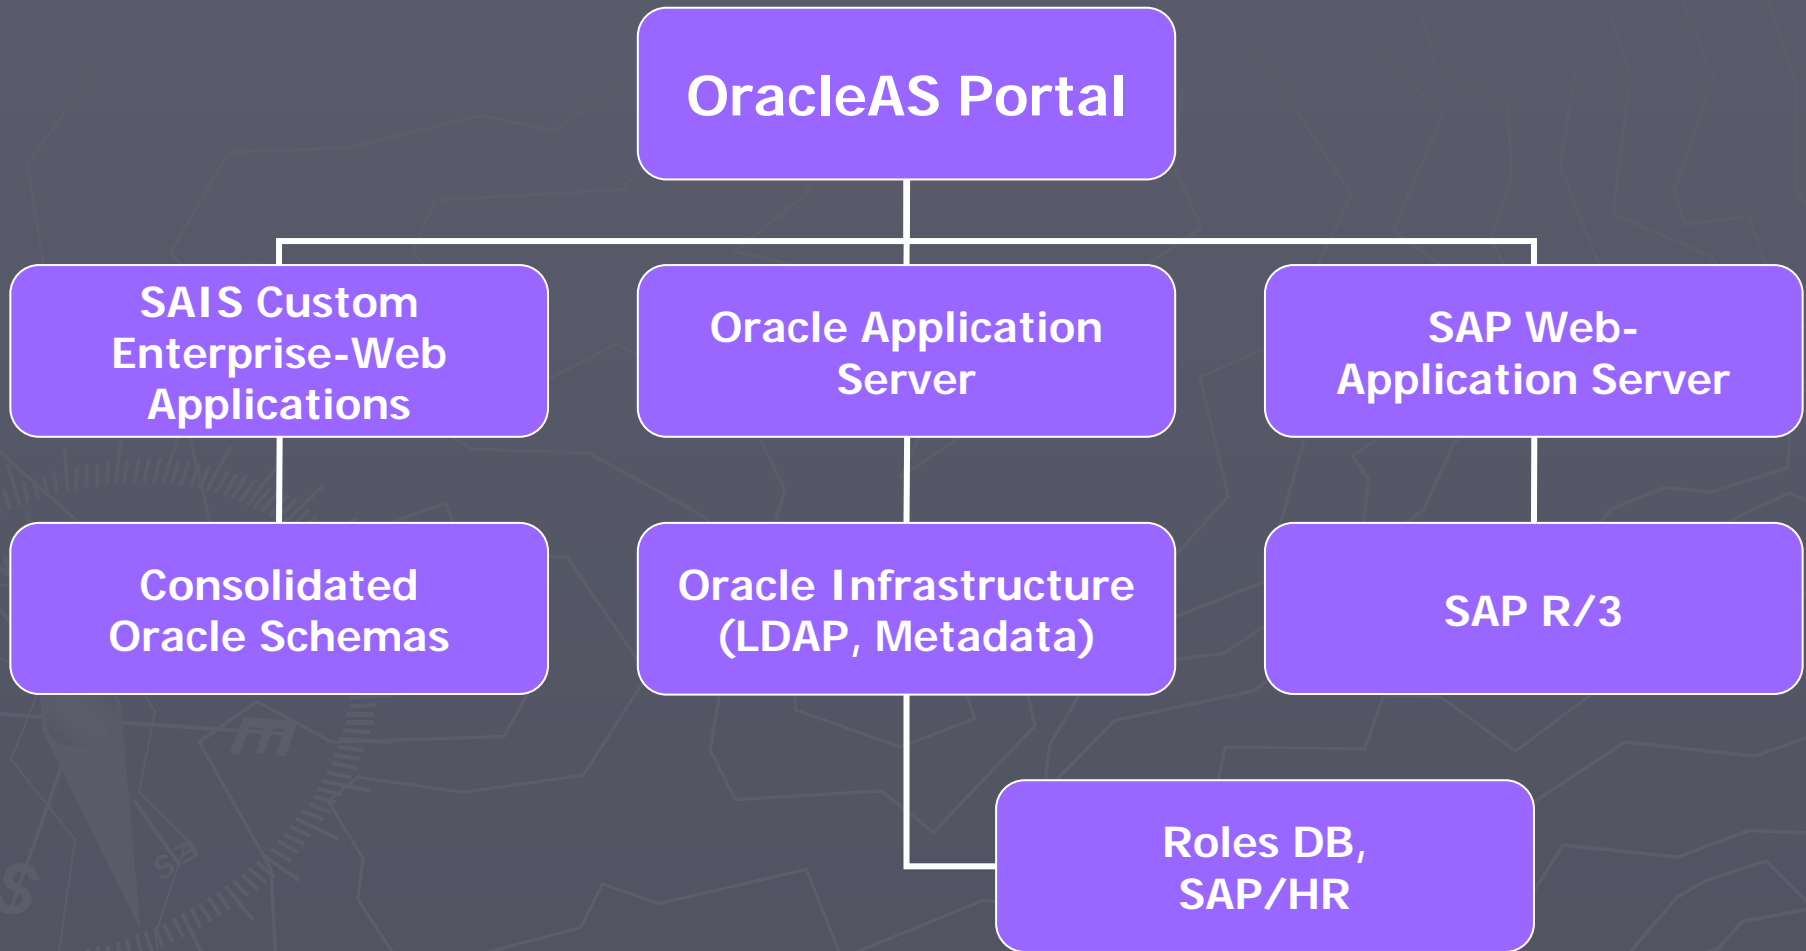 OracleAS Portal
SAIS Custom
Enterprise-Web
Applications
Oracle Application
Server
SAP Web-
Application Server
Consolidated
Oracle Schemas
Oracle Infrastructure
(LDAP, Metadata)
SAP R/3
Roles DB,
SAP/HR
E
SE
S